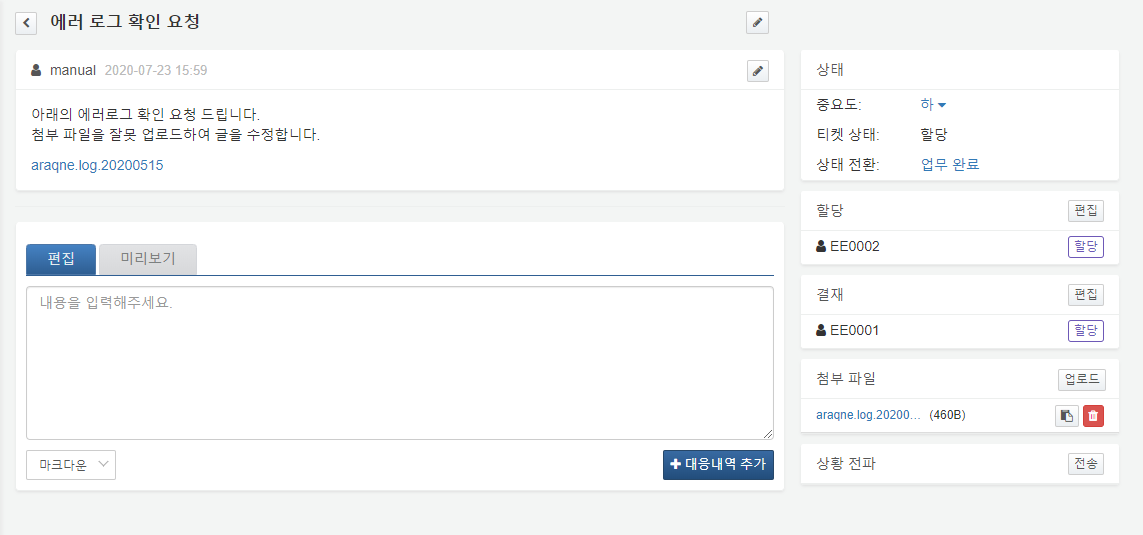 에러 로그 확인 요청
manual 2020-07-23 15:59
아래의 에러로그 확인 요청 드립니다.
첨부 파일을 잘못 업로드하여 글을 수정합니다.
araqne.log.20200515
편집 미리보기
내용을 입력해주세요.
마크다운
대응내역 추가
상태
중요도: 하
티켓 상태: 할당
상태 전환: 업무 완료
할당 편집
EE0002 할당
결재 편집
EE0001 할당
첨부 파일 업로드
araqne.log.20200... (460B)
상황 전파 전송